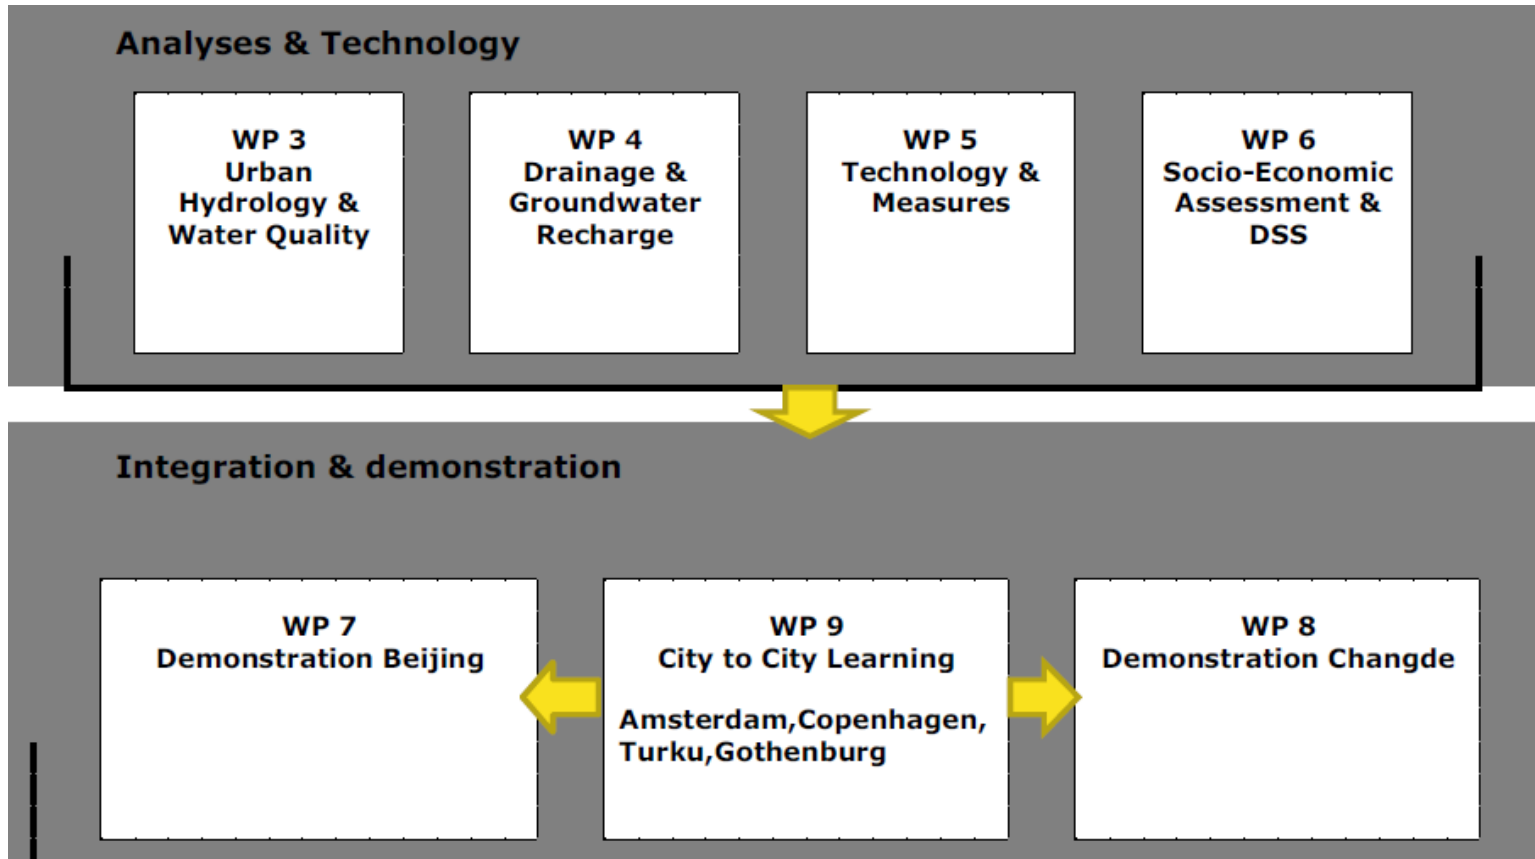 Analyses & Technology
WP 3
Urban
Hydrology &
Water Quality
WP 4
Drainage &
Groundwater
Recharge
WP 5
Technology &
Measures
WP 6
Socio-Economic
Assessment &
DSS
Integration & demonstration
WP 7
Demonstration Beijing
WP 9
City to City Learning
Amsterdam,Copenhagen,
Turku,Gothenburg
WP 8
Demonstration Changde